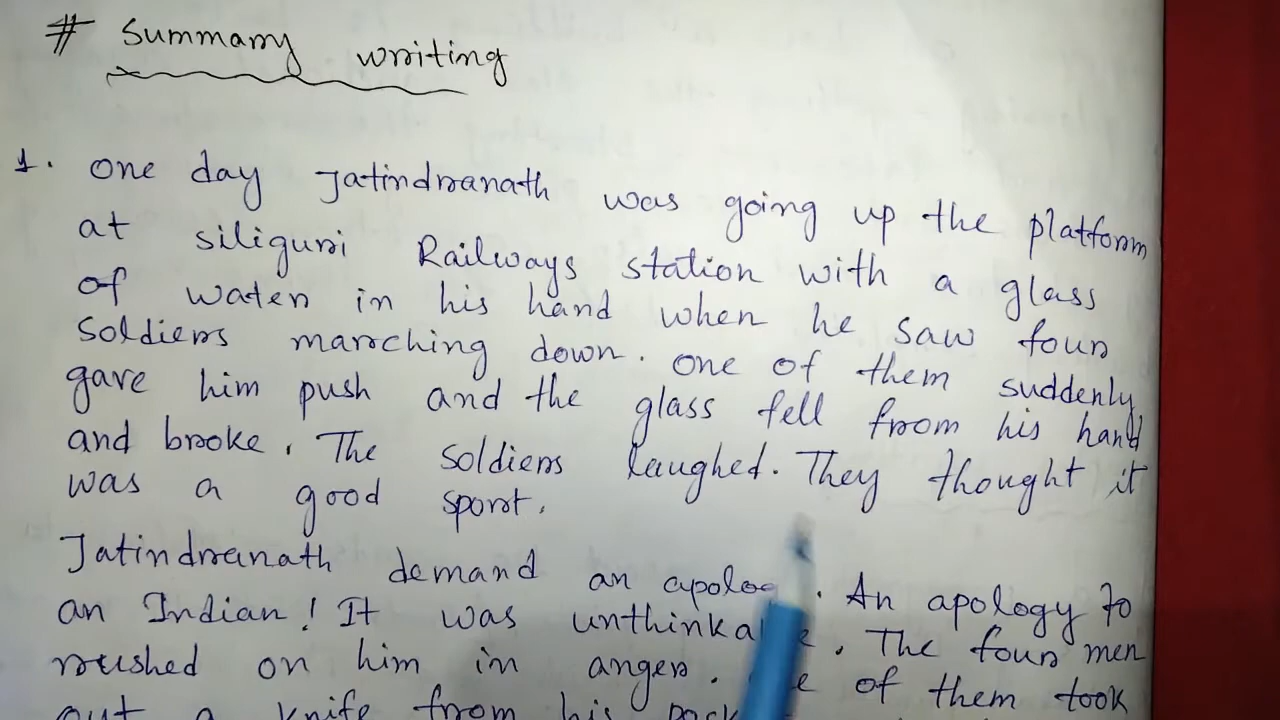 # Summary writing
1. One day Jatindranath was going up the platform
at siliguri Railways station with a glass
of water in his hand when he saw four
soldiers marching down. One of them suddenly
gave him push and the glass fell from his hand
and broke. The soldiers laughed. They thought it
was a good sport.
Jatindranath demand an apolog. An apology to
an Indian! It was unthinka. The four men
rushed on him in anger. of them took
out a knife from his